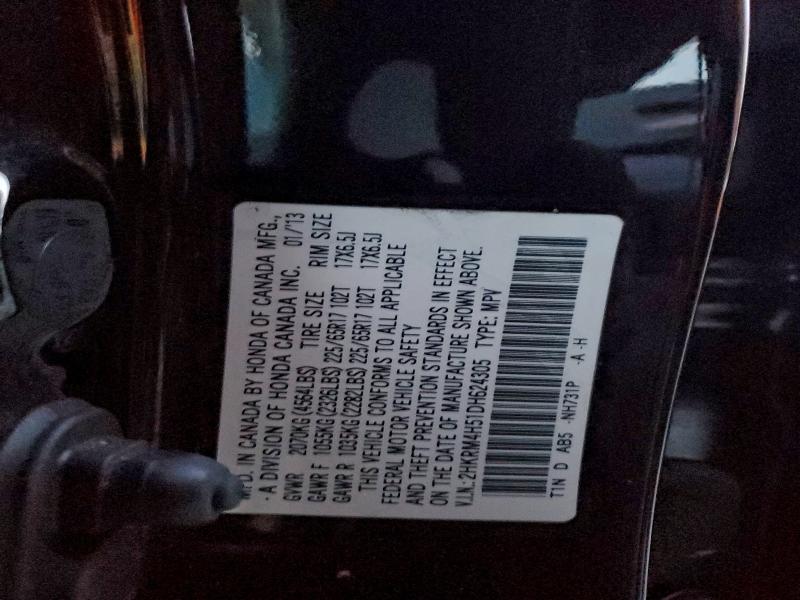 MFD. IN CANADA BY HONDA OF CANADA MFG.,
- A DIVISION OF HONDA CANADA INC. 01/'13
GVWR 2070KG (4564LBS) TIRE SIZE RIM SIZE
GAWR F 1055KG (2326LBS) 225/65R17 102T 17X6.5J
GAWR R 1035KG (2282LBS) 225/65R17 102T 17X6.5J
THIS VEHICLE CONFORMS TO ALL APPLICABLE
FEDERAL MOTOR VEHICLE SAFETY
AND THEFT PREVENTION STANDARDS IN EFFECT
ON THE DATE OF MANUFACTURE SHOWN ABOVE.
V.I.N.: 2HKRM4H51DH624305 TYPE: MPV
T1N D AB5 -NH731P -A -H